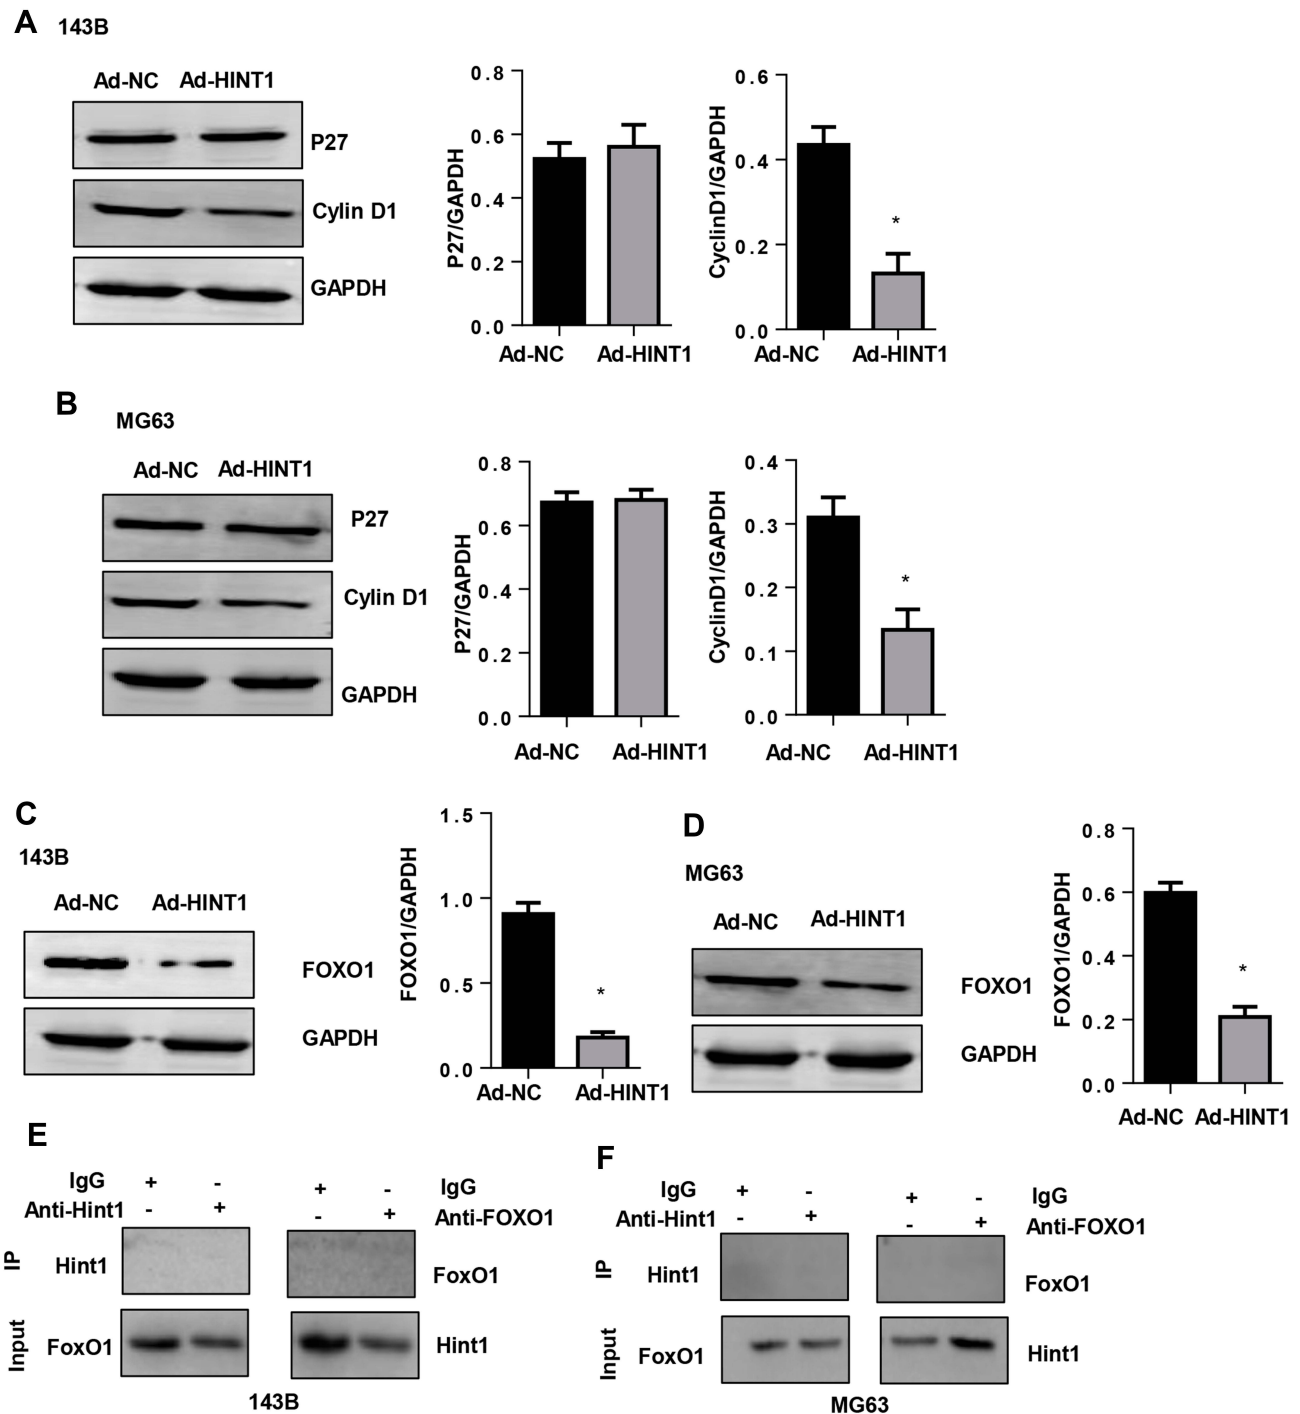 A 143B
Ad-NC Ad-HINT1
P27
Cylin D1
GAPDH
P27/GAPDH
0.8
0.6
0.4
0.2
0.0
Ad-NC Ad-HINT1
CyclinD1/GAPDH
0.6
0.4
0.2
0.0
*
Ad-NC Ad-HINT1
B
MG63
Ad-NC Ad-HINT1
P27
Cylin D1
GAPDH
P27/GAPDH
0.8
0.6
0.4
0.2
0.0
Ad-NC Ad-HINT1
CyclinD1/GAPDH
0.4
0.3
0.2
0.1
0.0
*
Ad-NC Ad-HINT1
C
143B
Ad-NC Ad-HINT1
FOXO1
GAPDH
FOXO1/GAPDH
1.5
1.0
0.5
0.0
*
Ad-NC Ad-HINT1
D
MG63
Ad-NC Ad-HINT1
FOXO1
GAPDH
FOXO1/GAPDH
0.8
0.6
0.4
0.2
0.0
*
Ad-NC Ad-HINT1
E
IgG + - + - IgG
Anti-Hint1 - + - + Anti-FOXO1
IP Hint1 FoxO1
Input FoxO1 Hint1
143B
F
IgG + - + - IgG
Anti-Hint1 - + - + Anti-FOXO1
IP Hint1 FoxO1
Input FoxO1 Hint1
MG63